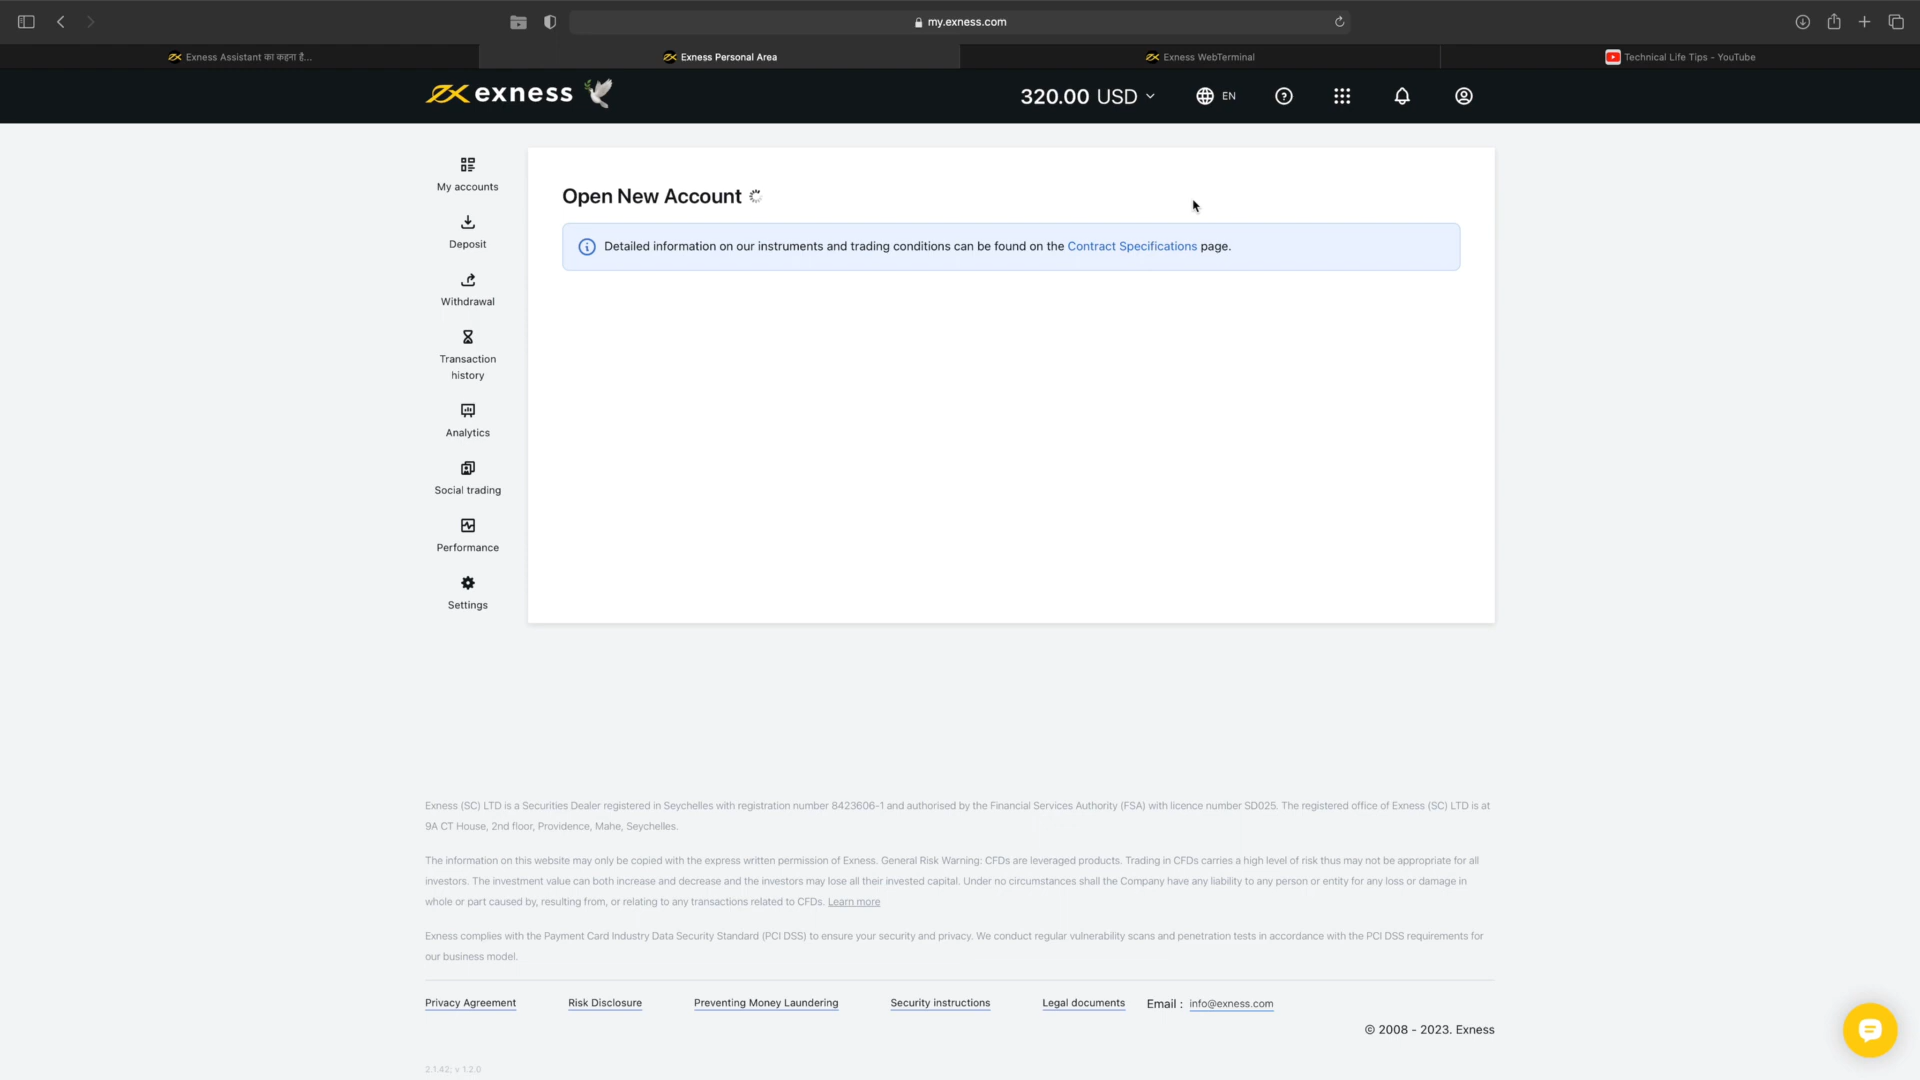 my.exness.com
Exness Assistant का कहना है...
Exness Personal Area
Exness WebTerminal
Technical Life Tips - YouTube
exness
320.00 USD
EN
My accounts
Deposit
Withdrawal
Transaction
history
Analytics
Social trading
Performance
Settings
Open New Account
Detailed information on our instruments and trading conditions can be found on the Contract Specifications page.
Exness (SC) LTD is a Securities Dealer registered in Seychelles with registration number 8423606-1 and authorised by the Financial Services Authority (FSA) with licence number SD025. The registered office of Exness (SC) LTD is at
9A CT House, 2nd floor, Providence, Mahe, Seychelles.
The information on this website may only be copied with the express written permission of Exness. General Risk Warning: CFDs are leveraged products. Trading in CFDs carries a high level of risk thus may not be appropriate for all
investors. The investment value can both increase and decrease and the investors may lose all their invested capital. Under no circumstances shall the Company have any liability to any person or entity for any loss or damage in
whole or part caused by, resulting from, or relating to any transactions related to CFDs. Learn more
Exness complies with the Payment Card Industry Data Security Standard (PCI DSS) to ensure your security and privacy. We conduct regular vulnerability scans and penetration tests in accordance with the PCI DSS requirements for
our business model.
Privacy Agreement
Risk Disclosure
Preventing Money Laundering
Security instructions
Legal documents
Email : info@exness.com
© 2008 - 2023. Exness
2.1.42; v 1.2.0